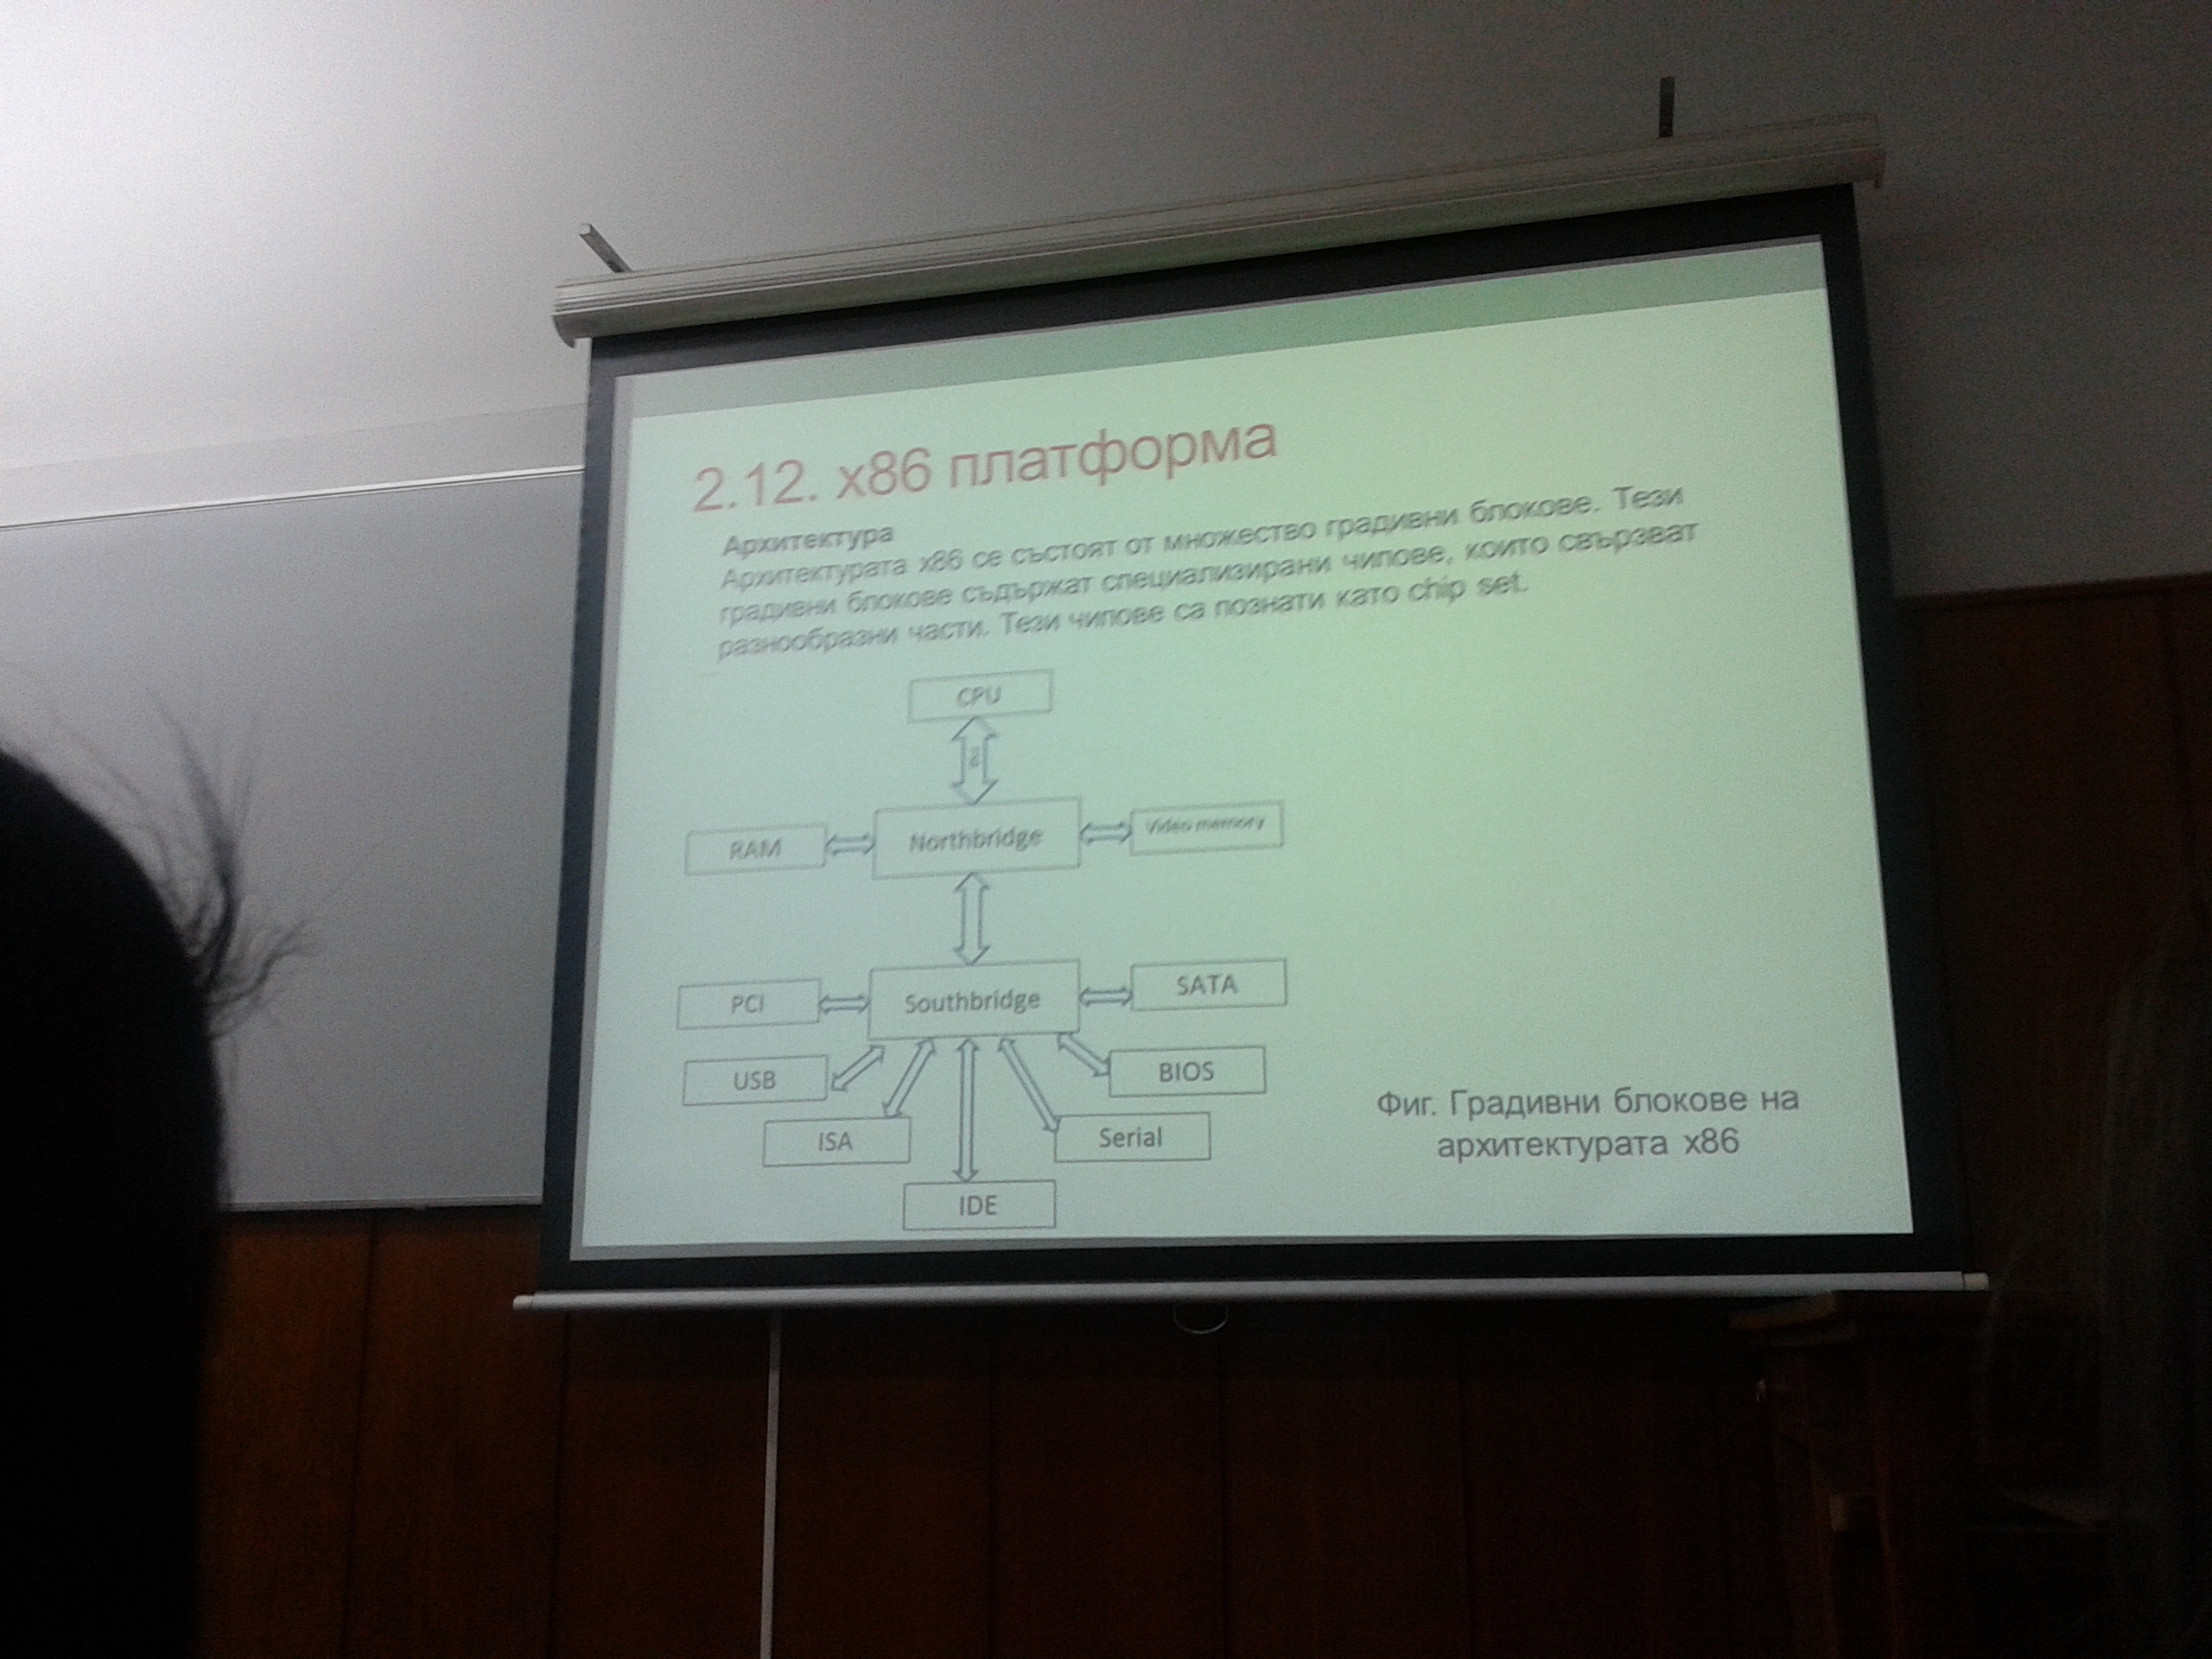 2.12. x86 платформа
Архитектура
Архитектурата x86 се състоят от множество градивни блокове. Тези
градивни блокове съдържат специализирани чипове, които свързват
разнообразни части. Тези чипове са познати като chip set.
CPU
RAM
Northbridge
Video memory
PCI
Southbridge
SATA
USB
BIOS
ISA
Serial
IDE
Фиг. Градивни блокове на
архитектурата x86